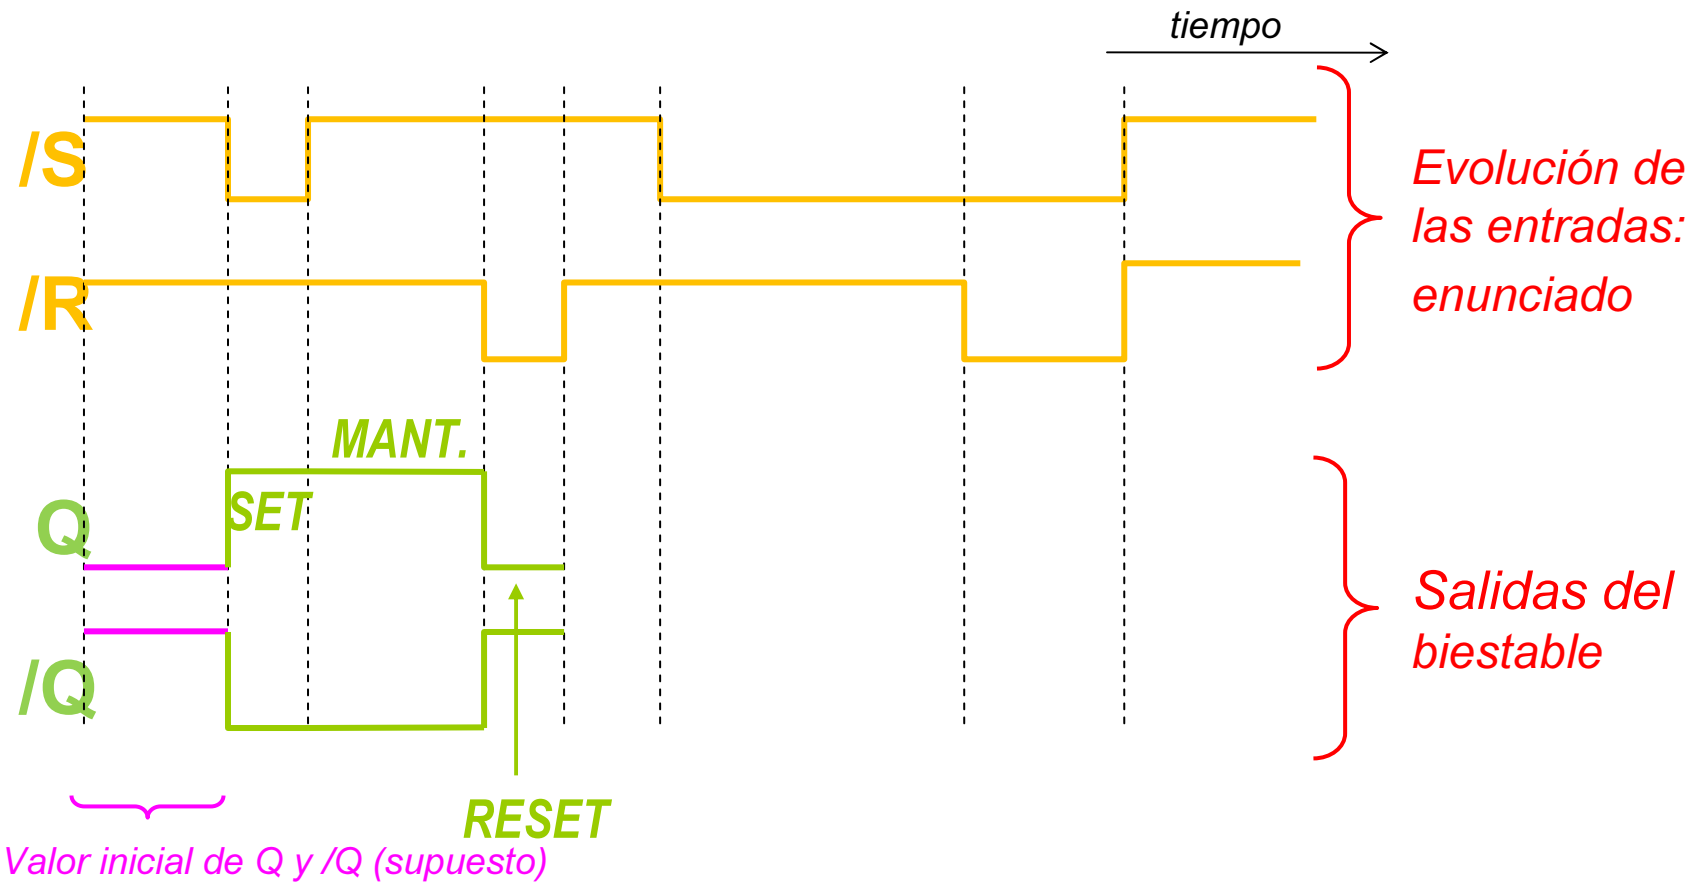 tiempo
/S
Evolución de
las entradas:
enunciado
/R
MANT.
SET
Q
Salidas del
biestable
/Q
RESET
Valor inicial de Q y /Q (supuesto)